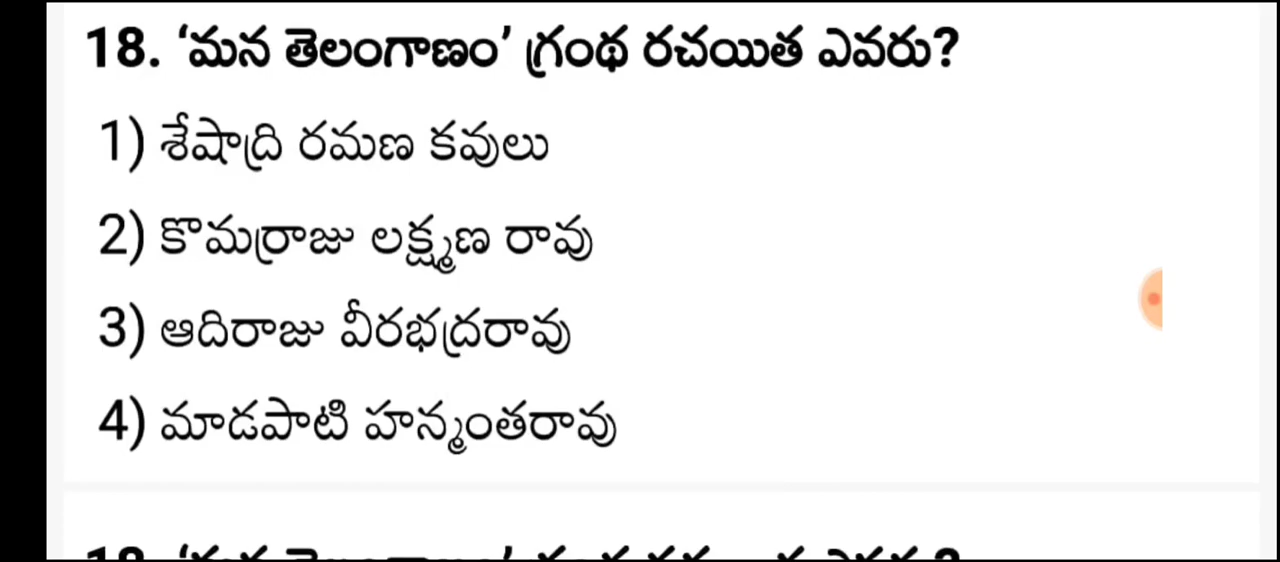 18. ‘మన తెలంగాణం’ గ్రంథ రచయిత ఎవరు?
1) శేషాద్రి రమణ కవులు
2) కొమర్రాజు లక్ష్మణ రావు
3) ఆదిరాజు వీరభద్రరావు
4) మాడపాటి హన్మంతరావు